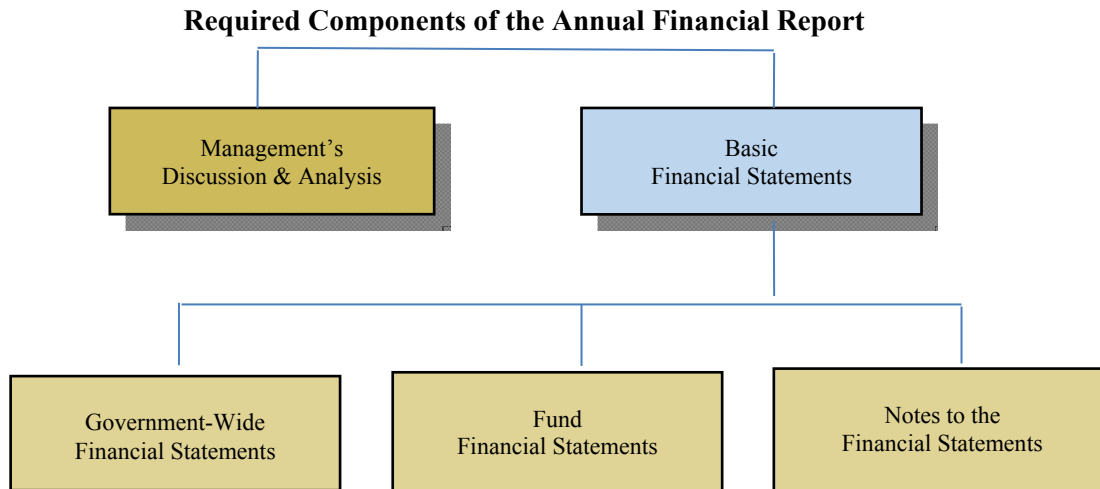 Required Components of the Annual Financial Report
Management’s
Discussion & Analysis
Basic
Financial Statements
Government-Wide
Financial Statements
Fund
Financial Statements
Notes to the
Financial Statements